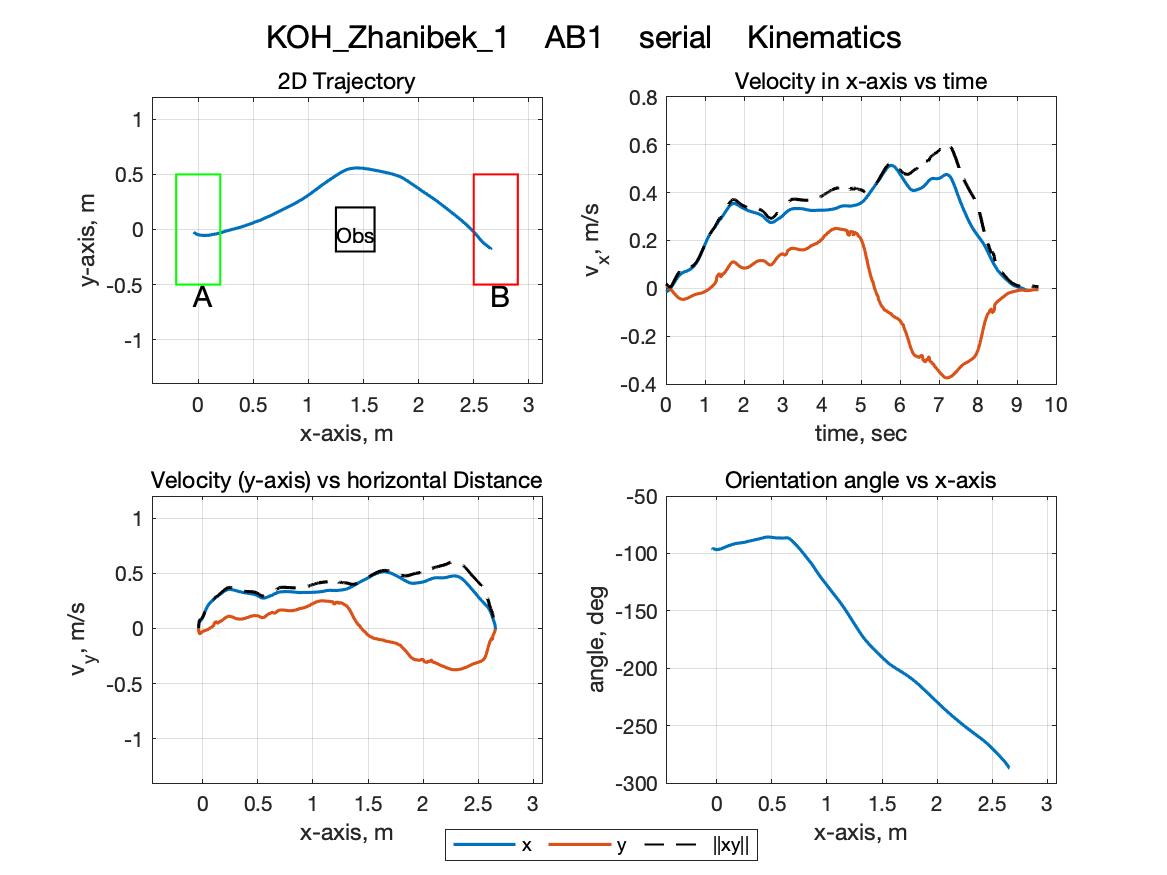 KOH_Zhanibek_1 AB1 serial Kinematics
2D Trajectory
1
0.5
0
-0.5
-1
y-axis, m
Obs
A
B
0 0.5 1 1.5 2 2.5 3
x-axis, m
Velocity in x-axis vs time
0.8
0.6
0.4
0.2
0
-0.2
-0.4
vx, m/s
0 1 2 3 4 5 6 7 8 9 10
time, sec
Velocity (y-axis) vs horizontal Distance
1
0.5
0
-0.5
-1
vy, m/s
0 0.5 1 1.5 2 2.5 3
x-axis, m
Orientation angle vs x-axis
-50
-100
-150
-200
-250
-300
angle, deg
0 0.5 1 1.5 2 2.5 3
x-axis, m
x y ||xy||